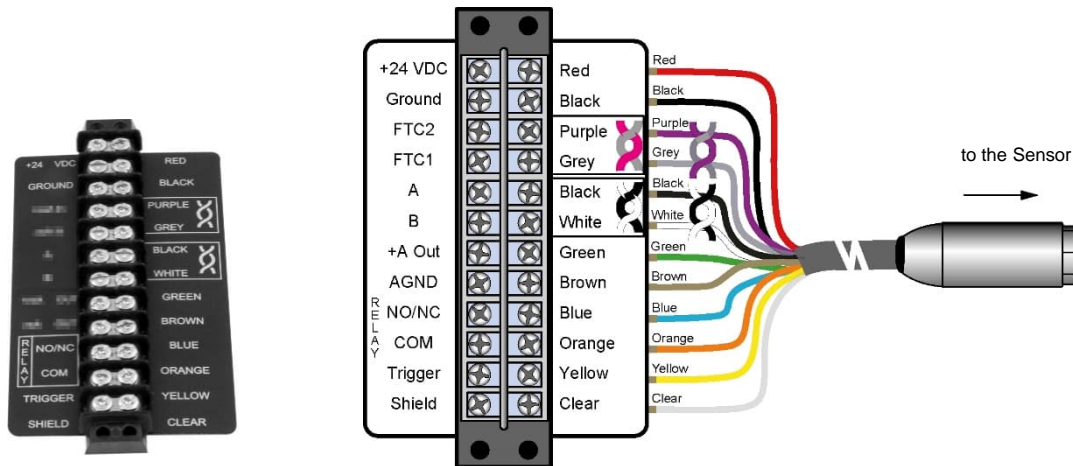 +24 VDC RED
GROUND BLACK
PURPLE
GREY
BLACK
WHITE
GREEN
BROWN
RELAY
NO/NC BLUE
COM ORANGE
TRIGGER YELLOW
SHIELD CLEAR
+24 VDC Red Red
Ground Black Black
FTC2 Purple Purple
FTC1 Grey Grey
A Black Black
B White White
+A Out Green Green
AGND Brown Brown
RELAY
NO/NC Blue Blue
COM Orange Orange
Trigger Yellow Yellow
Shield Clear Clear
to the Sensor